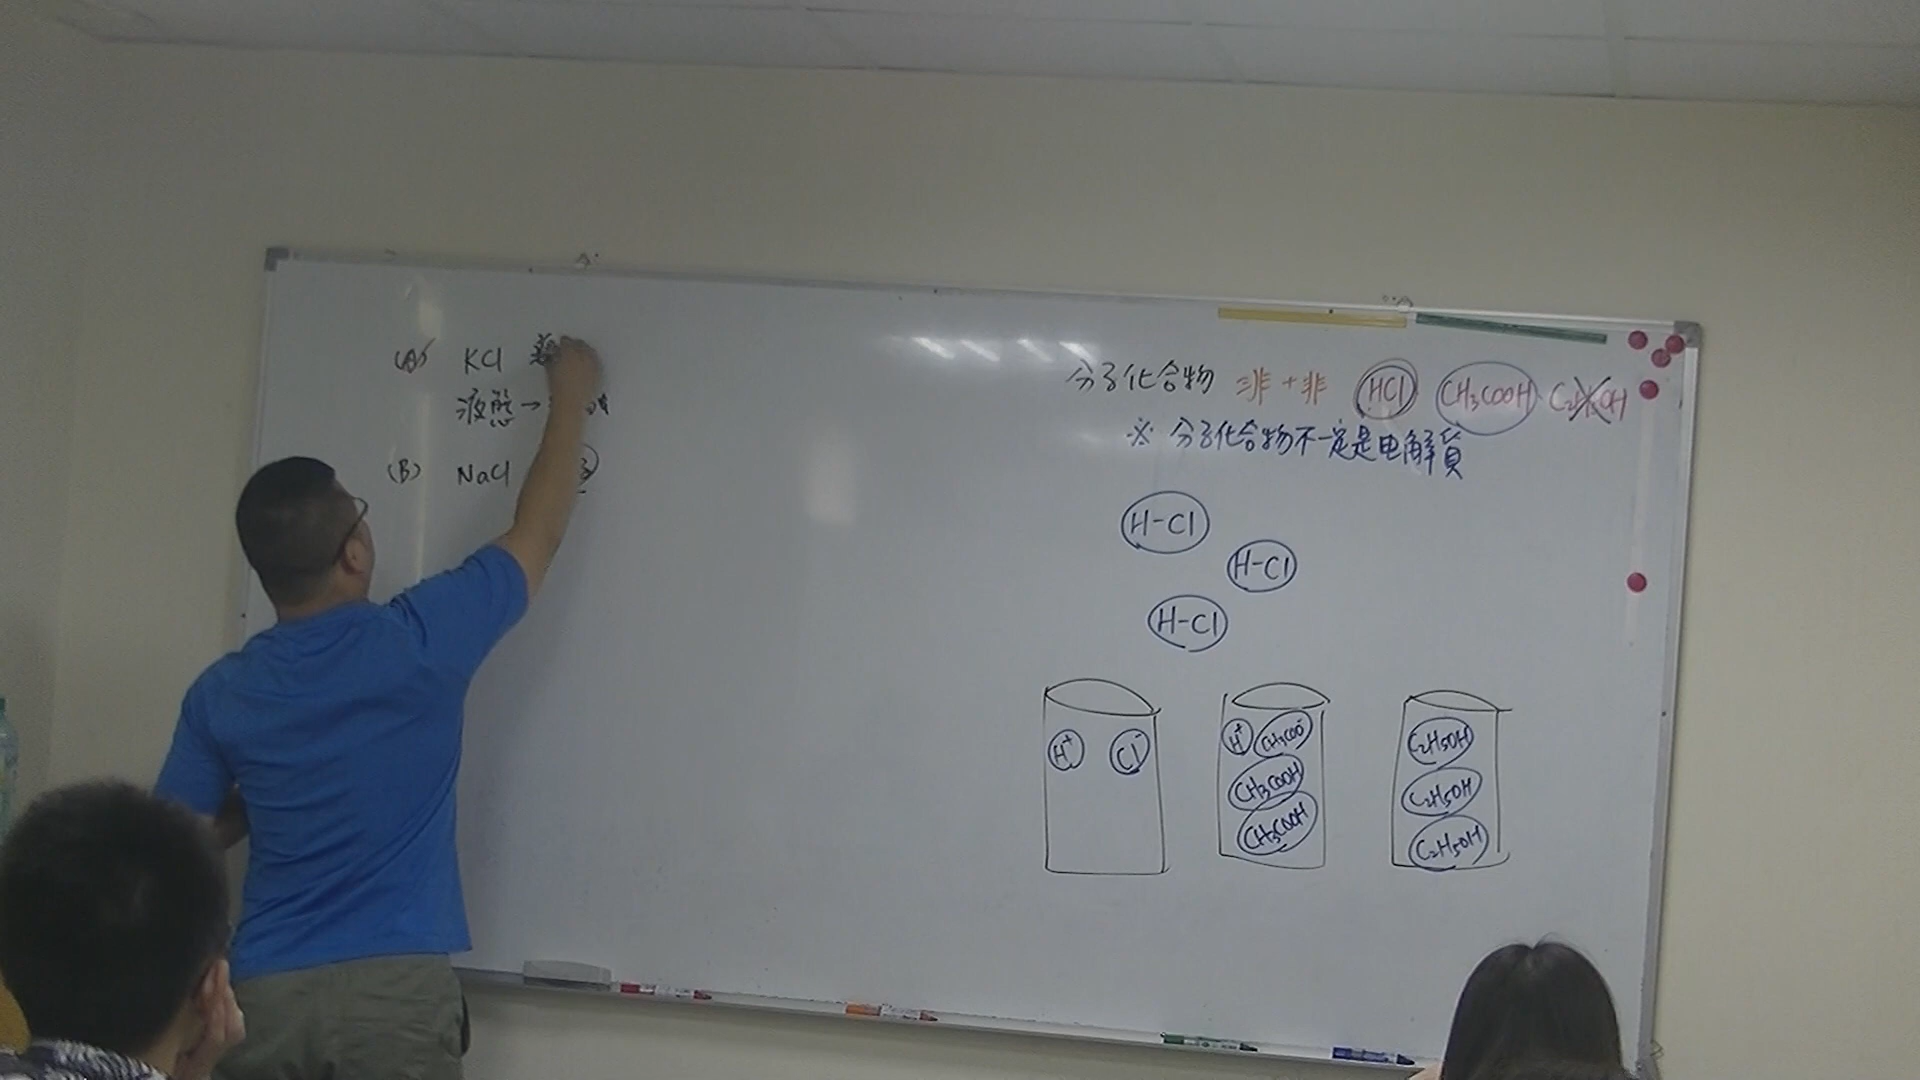 (A) KCl
液態→
(B) NaCl
分子化合物 非+非 HCl CH₃COOH C₂H₅OH
※ 分子化合物不一定是电解質
H-Cl
H-Cl
H-Cl
H⁺ Cl⁻
H⁺ CH₃COO⁻
CH₃COOH
CH₃COOH
C₂H₅OH
C₂H₅OH
C₂H₅OH